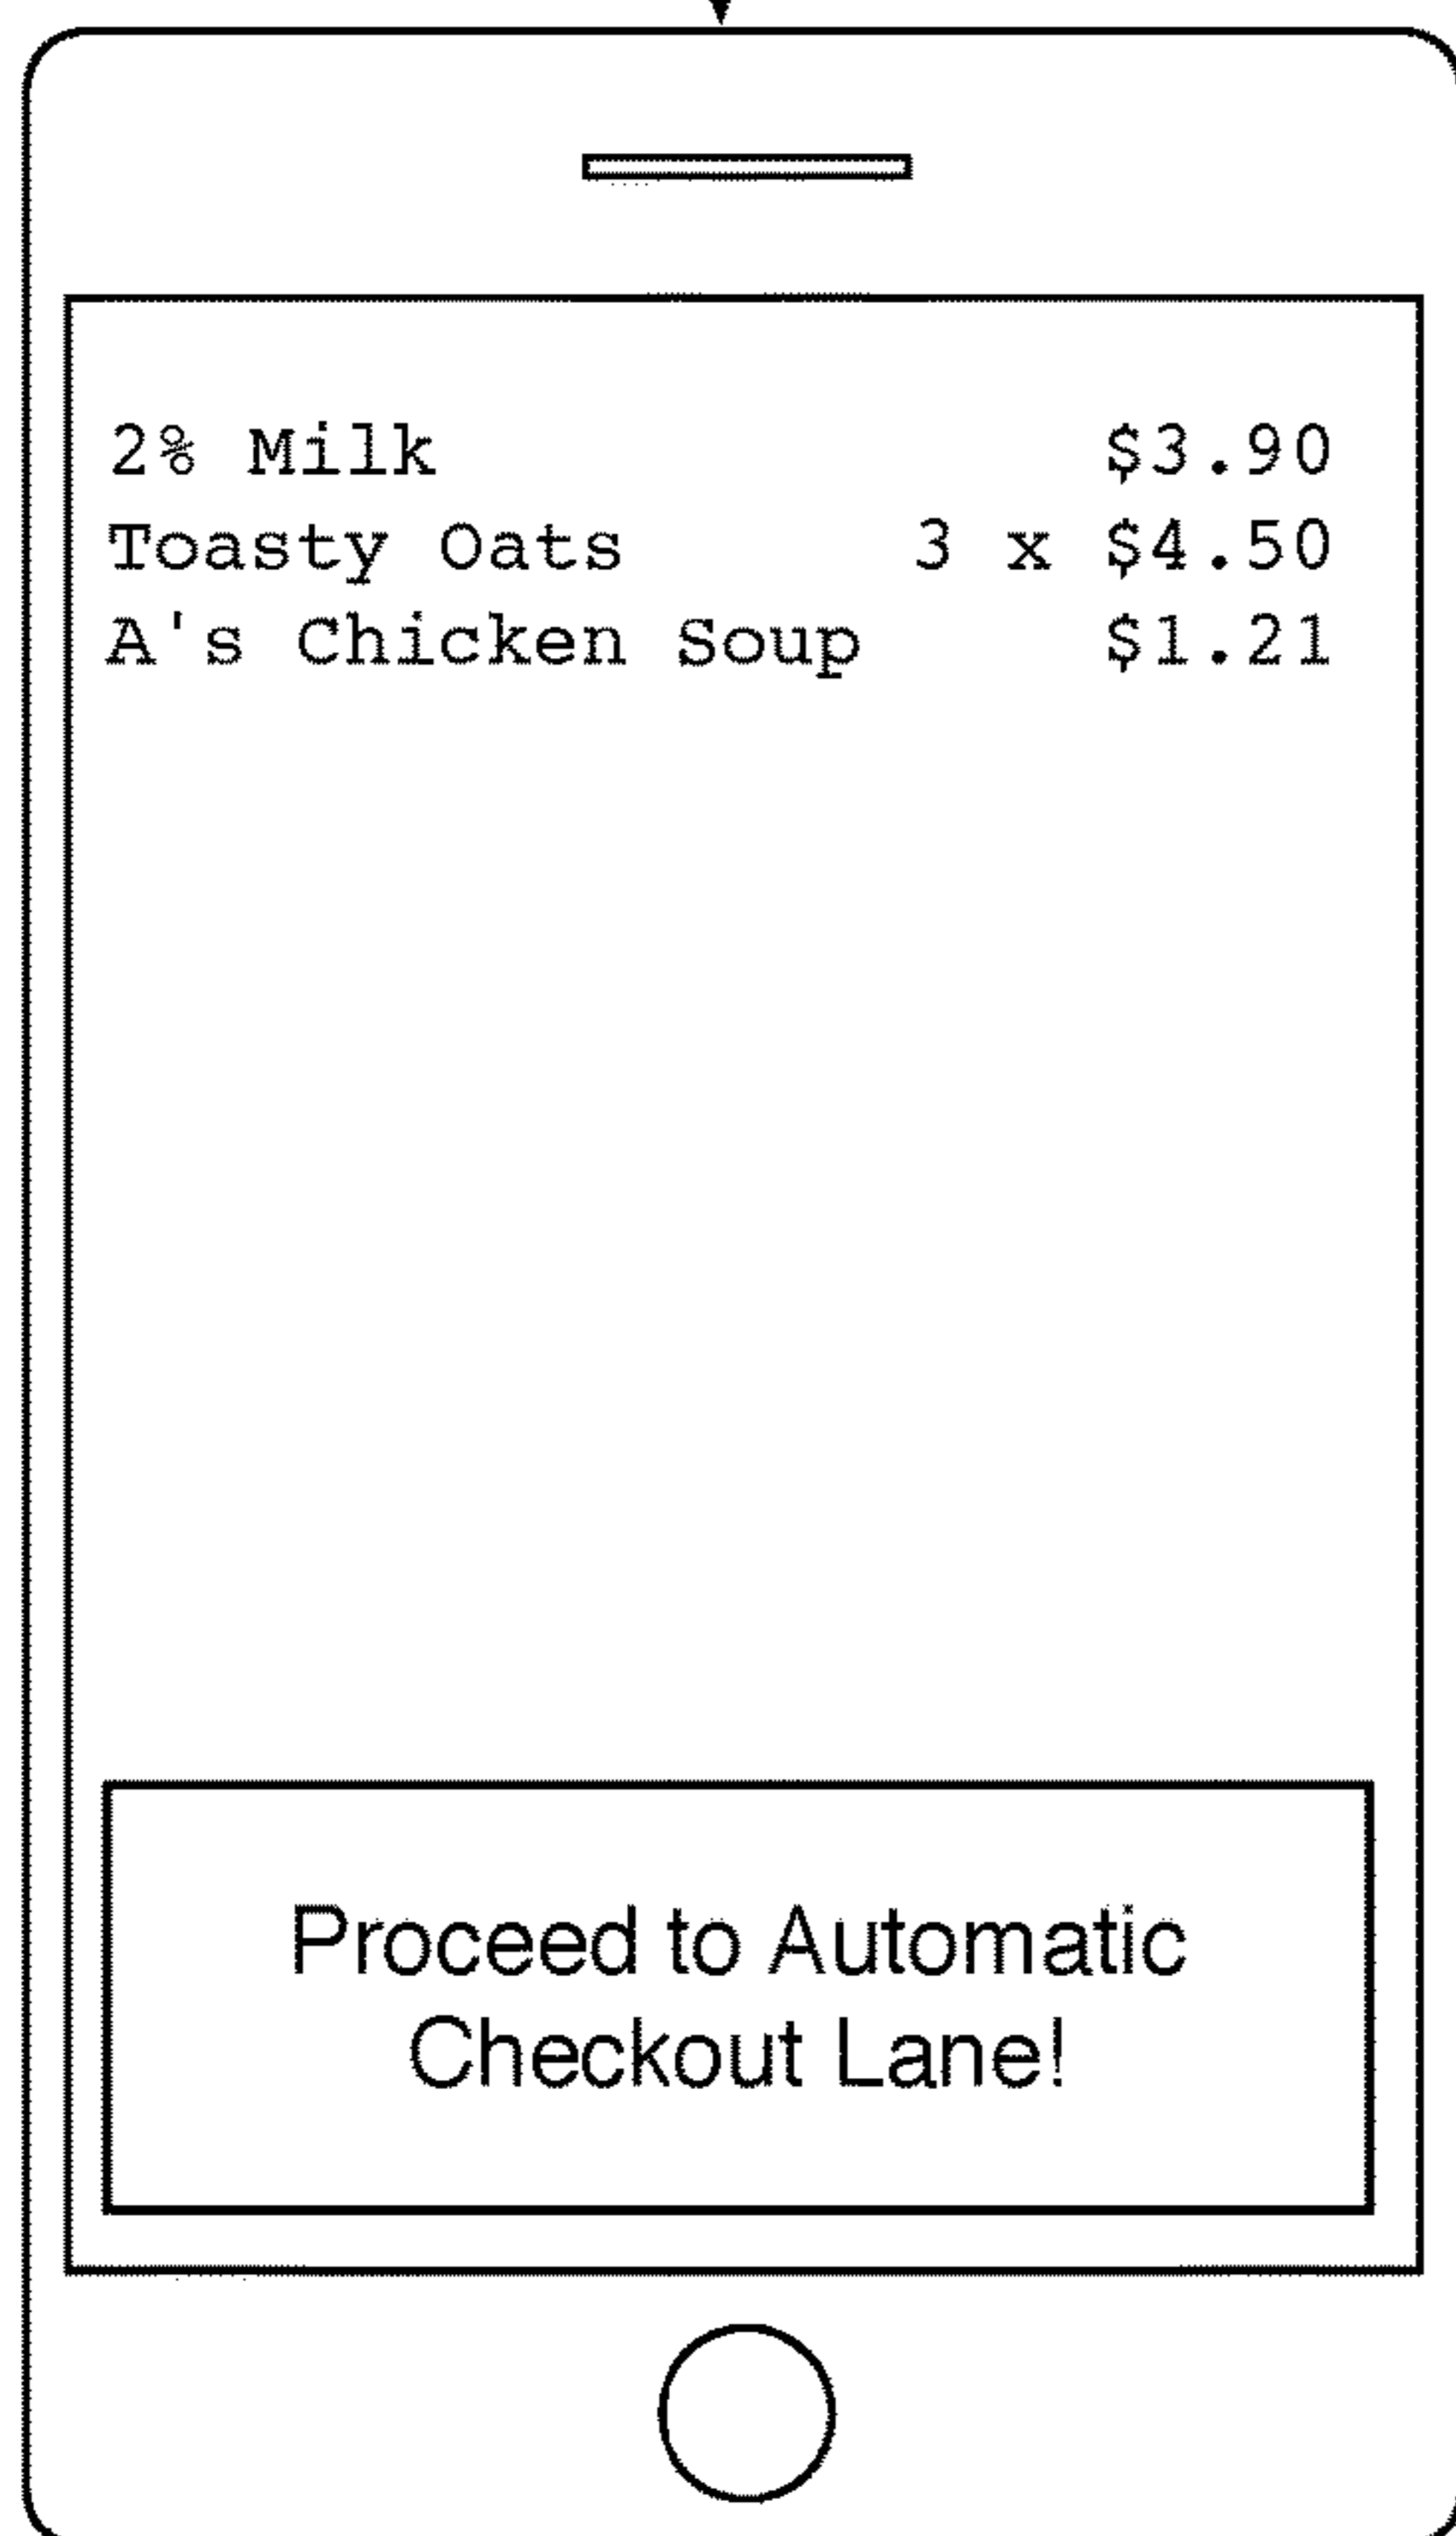 2% Milk $3.90
Toasty Oats 3 x $4.50
A's Chicken Soup $1.21
Proceed to Automatic
Checkout Lane!